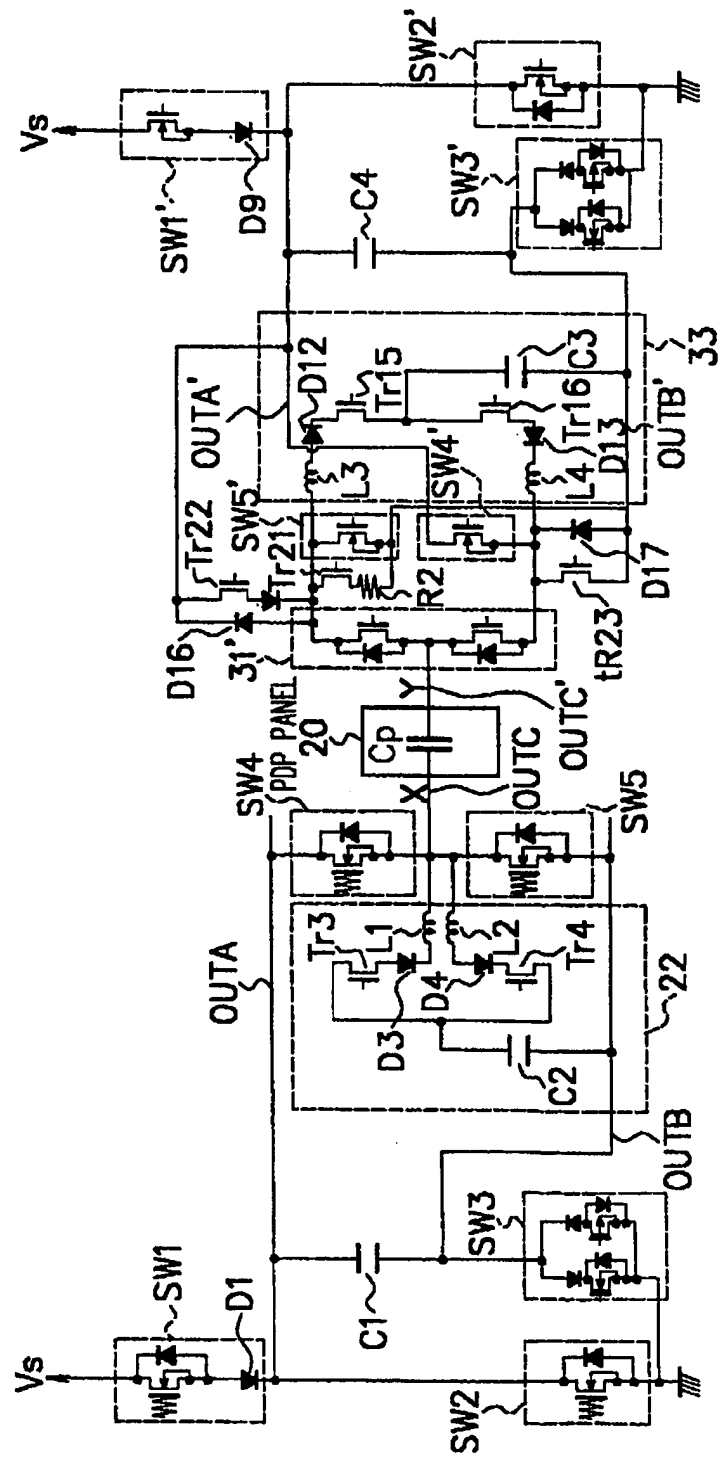 Vs
SW1
D1
SW2
C1
SW3
OUTA
OUTB
Tr3
D3
L1
L2
D4
Tr4
C2
22
SW4
SW5
PDP PANEL
20
Cp
OUTC
OUTC'
D16
31'
Tr22
Tr21
R2
SW5'
SW4'
tR23
D17
OUTA'
L3
D12
Tr15
L4
D13
Tr16
C3
OUTB'
33
Vs
SW1'
D9
C4
SW3'
SW2'